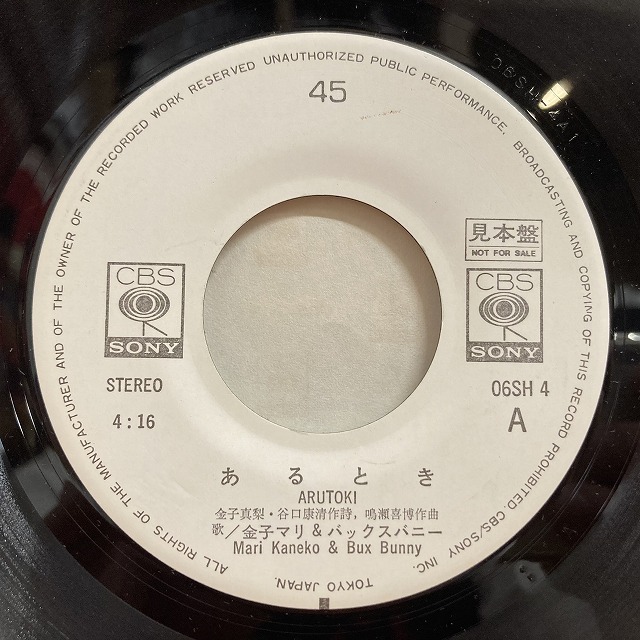 ALL RIGHTS OF THE MANUFACTURER AND OF THE OWNER OF THE RECORDED WORK RESERVED UNAUTHORIZED PUBLIC PERFORMANCE, BROADCASTING AND COPYING OF THIS RECORD PROHIBITED CBS/SONY INC. TOKYO JAPAN.
45
見本盤
NOT FOR SALE
CBS
SONY
CBS
SONY
STEREO
06SH 4
4:16
A
あるとき
ARUTOKI
金子真梨・谷口康清作詩, 鳴瀬喜博作曲
歌／金子マリ&バックスバニー
Mari Kaneko & Bux Bunny